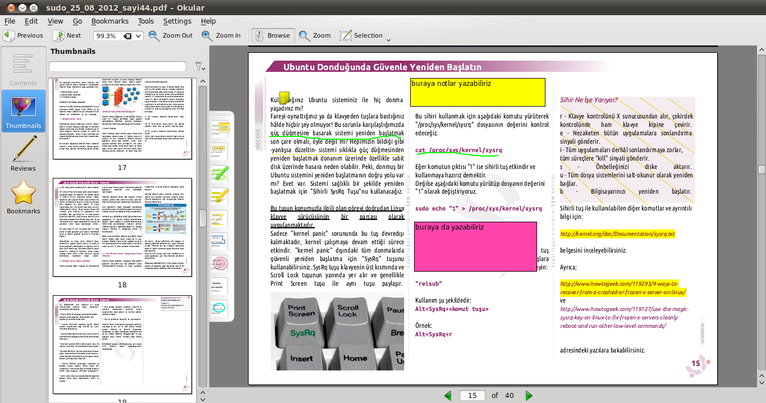 sudo_25_08_2012_sayi44.pdf – Okular
File Edit View Go Bookmarks Tools Settings Help
Previous Next 99.3% Zoom Out Zoom In Browse Zoom Selection
Thumbnails
Contents
Thumbnails
Reviews
Bookmarks
17
18
Ubuntu Donduğunda Güvenle Yeniden Başlatın
Ubuntu sisteminiz ile hiç donma
yaşadınız mı?
Fareyi oynattığınız ya da klavyeden tuşlara bastığınız
hâlde hiçbir şey olmuyor! Bu sorunla karşılaştığımızda
güç düğmesine basarak sistemi yeniden başlatmak
son çare olmalı, öyle değil mi? Hepimizin bildiği gibi
-yanlışsa düzeltin- sistemi sıklıkla güç düğmesinden
yeniden başlatmak donanım üzerinde özellikle sabit
disk üzerinde hasara neden olabilir. Peki, donmuş bir
Ubuntu sistemini yeniden başlatmanın en doğru yolu var
mı? Evet var. Sistemi sağlıklı bir şekilde yeniden
başlatmak için "Sihirli SysRq Tuşu"nu kullanacağız.
Bu tuşun konumuzla ilgili olan görevi doğrudan Linux
klavye sürücüsünün bir parçası olarak
uygulanmaktadır.
Sadece "kernel panic" sorununda bu tuş devredışı
kalmaktadır, kernel çalışmaya devam ettiği sürece
etkindir. "kernel panic" dışındaki tüm donmalarda
güvenli yeniden başlatma için "SysRq" tuşunu
kullanabilirsiniz. SysRq tuşu klavyenin üst kısmında ve
Scroll Lock tuşunun yanında yer alır ve genellikle
Print Screen tuşu ile aynı tuşu paylaşır.
Print Screen
Scroll Lock
Pause
SysRq
Insert
Home
buraya notlar yazabiliriz
Bu sihri kullanmak için aşağıdaki komutu yürüterek
"/proc/sys/kernel/sysrq" dosyasının değerini kontrol
edeceğiz.
cat /proc/sys/kernel/sysrq
Eğer komutun çıktısı "1" ise sihirli tuş etkindir ve
kullanmaya hazırız demektir.
Değilse aşağıdaki komutu yürütüp dosyanın değerini
"1" olarak değiştiriyoruz.
sudo echo "1" > /proc/sys/kernel/sysrq
buraya da yazabiliriz
"reisub"
Kullanım şu şekildedir:
Alt+SysRq+<komut tuşu>
Örnek:
Alt+SysRq+r
Sihir Ne İşe Yarıyor?
r - Klavye kontrolünü X sunucusundan alır, çekirdek
kontrolünde ham klavye kipine çevirir.
e - Nezaketen bütün uygulamalara sonlandırma
sinyali gönderir.
i - Tüm uygulamaları derhâl sonlandırmaya zorlar,
tüm süreçlere "kill" sinyali gönderir.
s - Önbelleğinizi diske aktarır.
u - Tüm dosya sistemlerini salt-okunur olarak yeniden
bağlar.
b - Bilgisayarınızı yeniden başlatır.
Sihirli tuş ile kullanılabilen diğer komutlar ve ayrıntılı
bilgi için:
http://kernel.org/doc/Documentation/sysrq.txt
belgesini inceleyebilirsiniz.
Ayrıca;
http://www.howtogeek.com/119293/4-ways-to-
recover-from-a-crashed-or-frozen-x-server-on-linux/
ve
http://www.howtogeek.com/119127/use-the-magic-
sysrq-key-on-linux-to-fix-frozen-x-servers-cleanly-
reboot-and-run-other-low-level-commands/
adresindeki yazılara bakabilirsiniz.
15
15 of 40